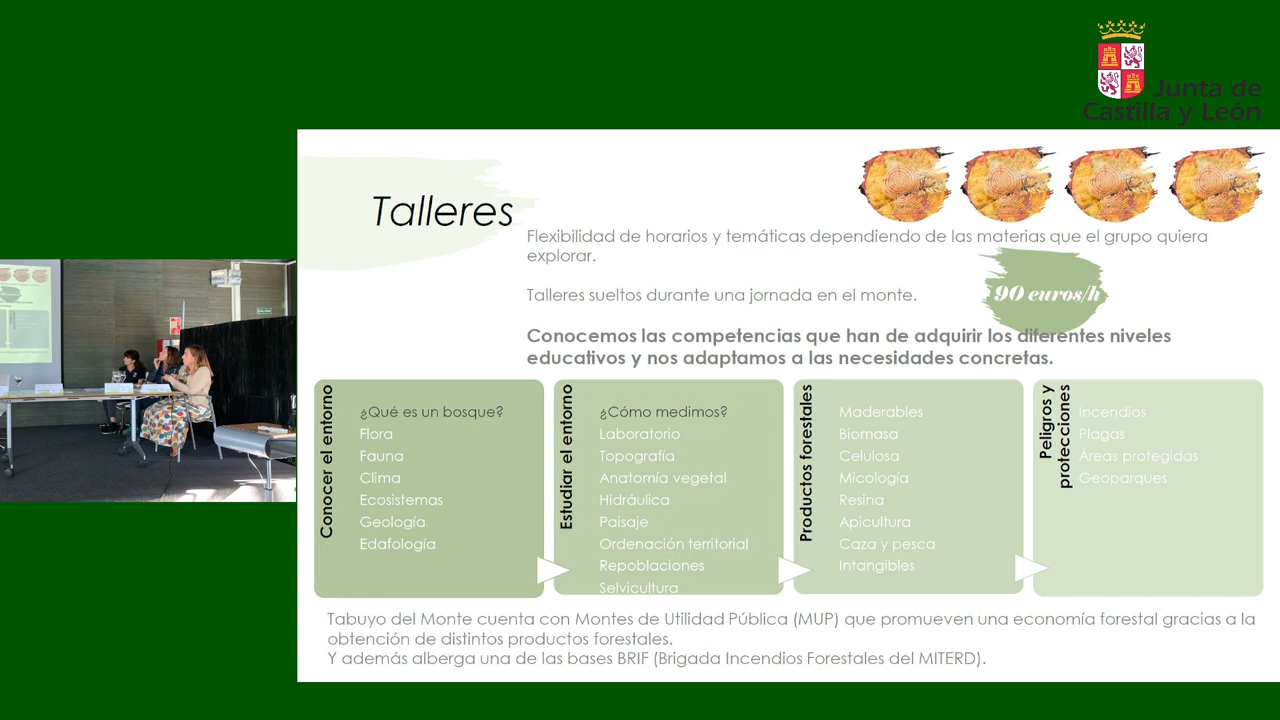 Junta de
Castilla y León
Talleres
Flexibilidad de horarios y temáticas dependiendo de las materias que el grupo quiera
explorar.
Talleres sueltos durante una jornada en el monte.
90 euros/h
Conocemos las competencias que han de adquirir los diferentes niveles
educativos y nos adaptamos a las necesidades concretas.
Conocer el entorno
¿Qué es un bosque?
Flora
Fauna
Clima
Ecosistemas
Geología
Edafología
Estudiar el entorno
¿Cómo medimos?
Laboratorio
Topografía
Anatomía vegetal
Hidráulica
Paisaje
Ordenación territorial
Repoblaciones
Selvicultura
Productos forestales
Maderables
Biomasa
Celulosa
Micología
Resina
Apicultura
Caza y pesca
Intangibles
Peligros y
protecciones
Incendios
Plagas
Áreas protegidas
Geoparques
Tabuyo del Monte cuenta con Montes de Utilidad Pública (MUP) que promueven una economía forestal gracias a la
obtención de distintos productos forestales.
Y además alberga una de las bases BRIF (Brigada Incendios Forestales del MITERD).